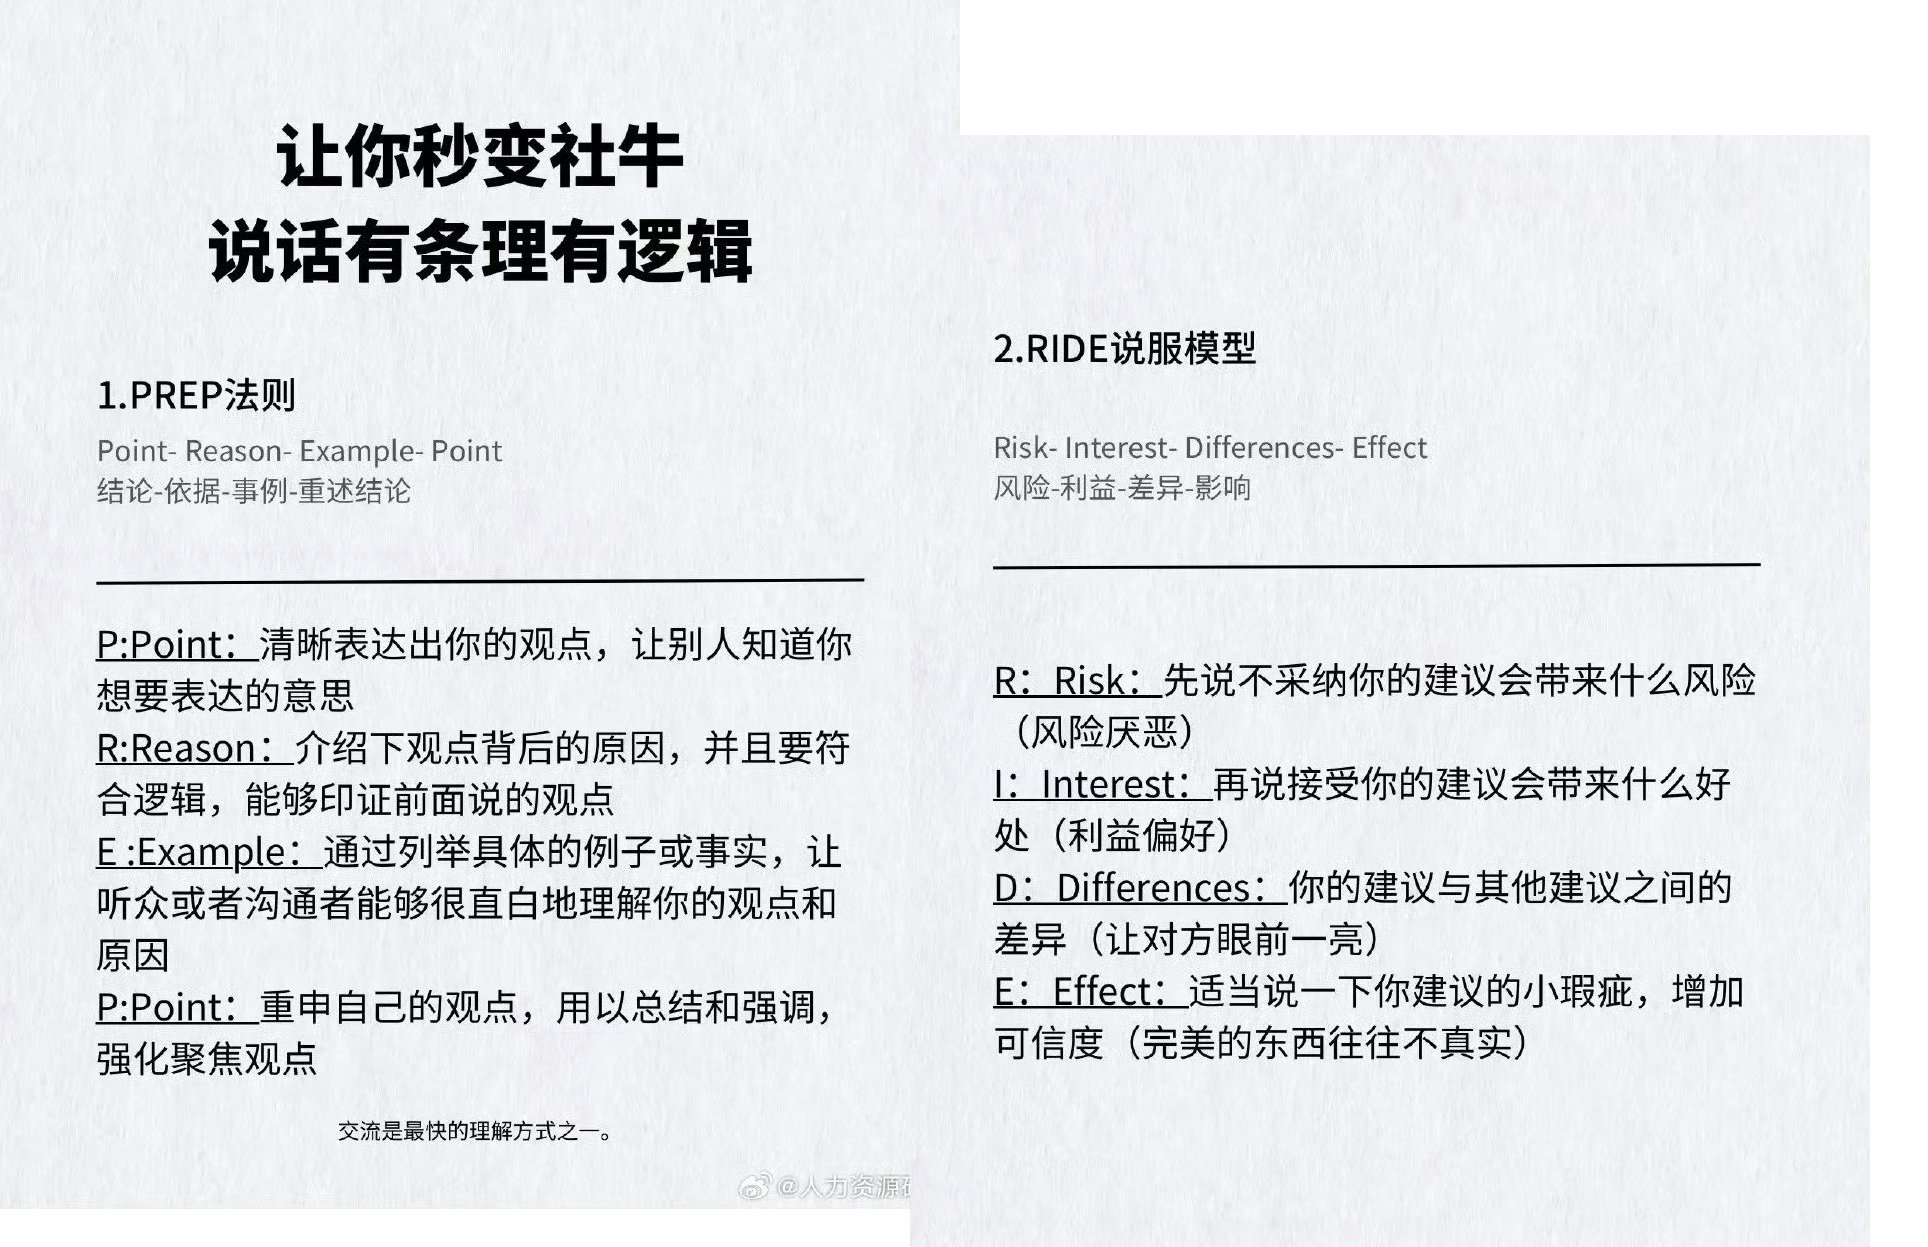 让你秒变社牛
说话有条理有逻辑
1.PREP法则
Point- Reason- Example- Point
结论-依据-事例-重述结论
P:Point：清晰表达出你的观点，让别人知道你
想要表达的意思
R:Reason：介绍下观点背后的原因，并且要符
合逻辑，能够印证前面说的观点
E :Example：通过列举具体的例子或事实，让
听众或者沟通者能够很直白地理解你的观点和
原因
P:Point：重申自己的观点，用以总结和强调，
强化聚焦观点
交流是最快的理解方式之一。
@人力资源
2.RIDE说服模型
Risk- Interest- Differences- Effect
风险-利益-差异-影响
R：Risk：先说不采纳你的建议会带来什么风险
（风险厌恶）
I：Interest：再说接受你的建议会带来什么好
处（利益偏好）
D：Differences：你的建议与其他建议之间的
差异（让对方眼前一亮）
E：Effect：适当说一下你建议的小瑕疵，增加
可信度（完美的东西往往不真实）